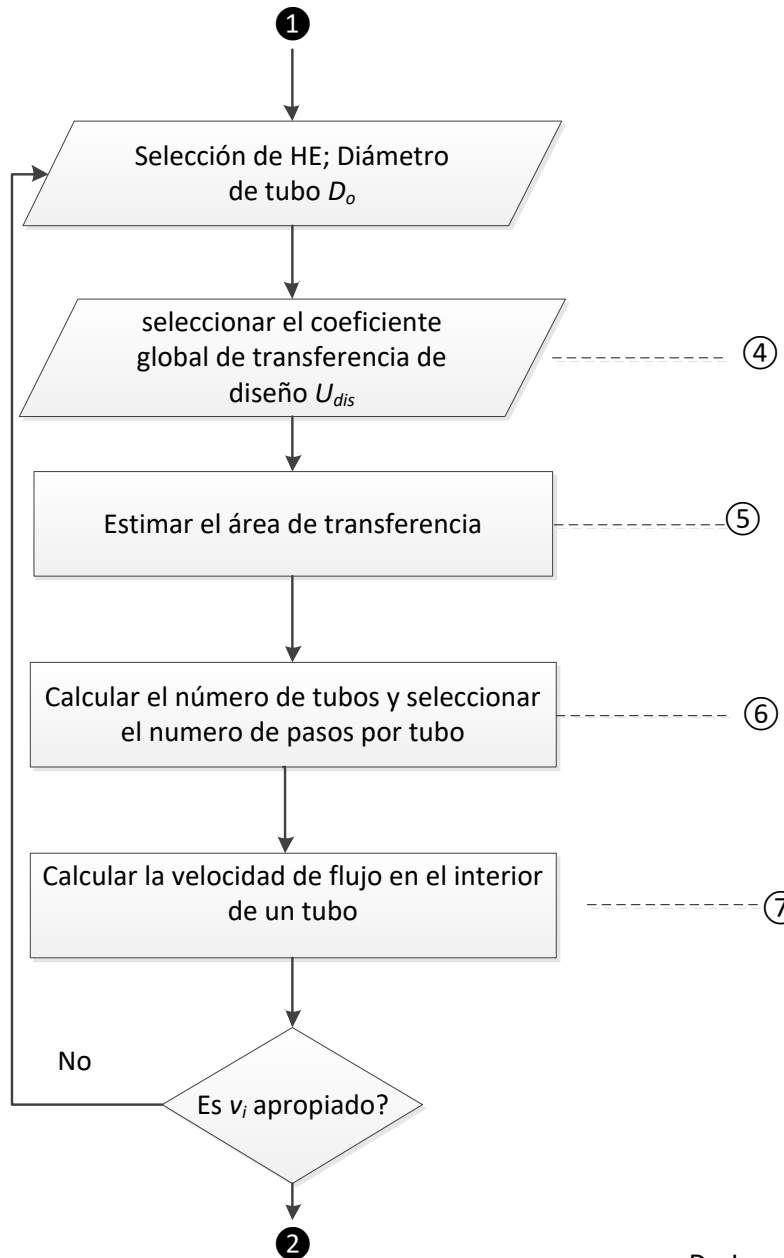 ❶
Selección de HE; Diámetro
de tubo Do
seleccionar el coeficiente
global de transferencia de
diseño Udis
④
Estimar el área de transferencia
⑤
Calcular el número de tubos y seleccionar
el numero de pasos por tubo
⑥
Calcular la velocidad de flujo en el interior
de un tubo
⑦
No
Es vi apropiado?
❷